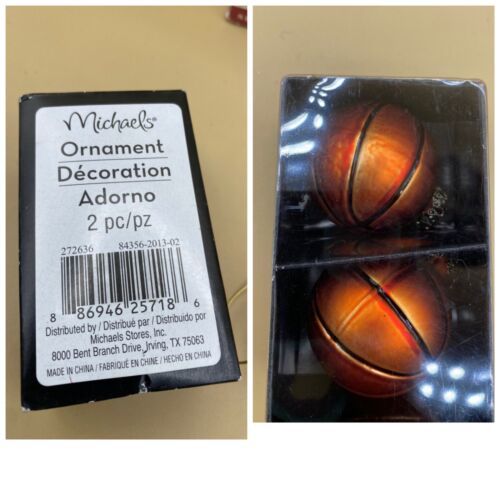 Michaels®
Ornament
Décoration
Adorno
2 pc/pz
272636 84356-2013-02
8 86946 25718 6
Distributed by / Distribué par / Distribuido por
Michaels Stores, Inc.
8000 Bent Branch Drive, Irving, TX 75063
MADE IN CHINA / FABRIQUÉ EN CHINE / HECHO EN CHINA